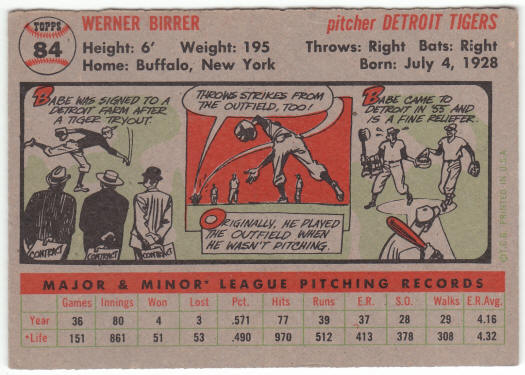 TOPPS
84
WERNER BIRRER
pitcher DETROIT TIGERS
Height: 6' Weight: 195 Throws: Right Bats: Right
Home: Buffalo, New York Born: July 4, 1928
BABE WAS SIGNED TO A
DETROIT FARM AFTER
A TIGER TRYOUT.
CONTRACT
CONTRACT
CONTRACT
THROWS STRIKES FROM
THE OUTFIELD, TOO!
ORIGINALLY, HE PLAYED
THE OUTFIELD WHEN
HE WASN'T PITCHING.
BABE CAME TO
DETROIT IN '55 AND
IS A FINE RELIEFER.
©T.C.G. PRINTED IN U.S.A.
MAJOR & MINOR* LEAGUE PITCHING RECORDS
Games Innings Won Lost Pct. Hits Runs E.R. S.O. Walks E.R.Avg.
Year 36 80 4 3 .571 77 39 37 28 29 4.16
*Life 151 861 51 53 .490 970 512 413 378 308 4.32